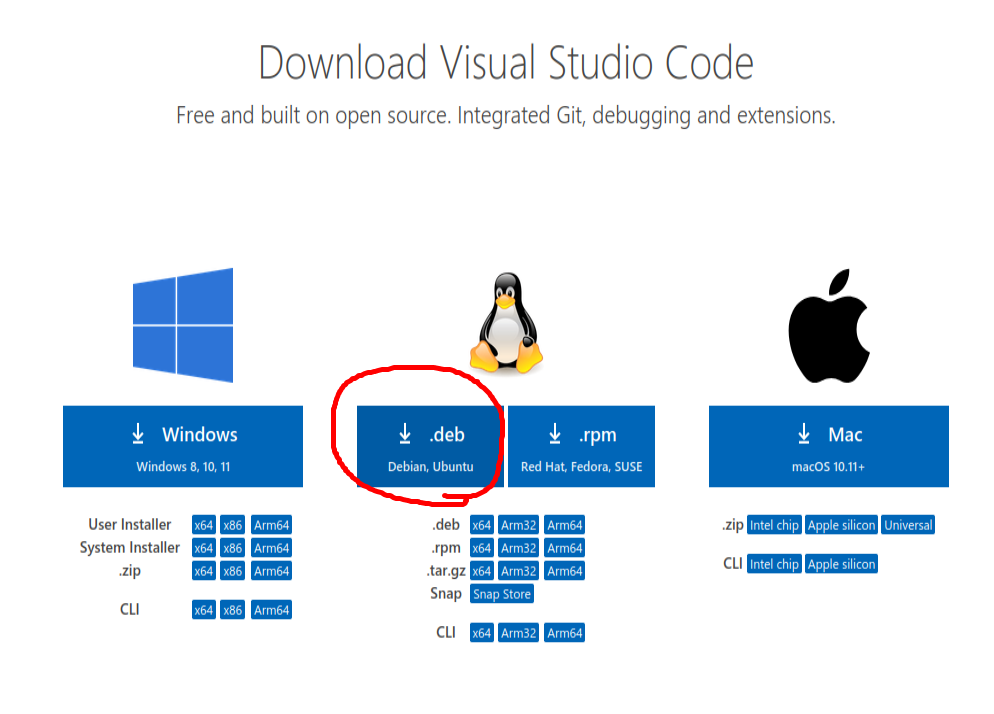 Download Visual Studio Code
Free and built on open source. Integrated Git, debugging and extensions.
Windows
Windows 8, 10, 11
User Installer x64 x86 Arm64
System Installer x64 x86 Arm64
.zip x64 x86 Arm64
CLI x64 x86 Arm64
.deb
Debian, Ubuntu
.rpm
Red Hat, Fedora, SUSE
.deb x64 Arm32 Arm64
.rpm x64 Arm32 Arm64
.tar.gz x64 Arm32 Arm64
Snap Snap Store
CLI x64 Arm32 Arm64
Mac
macOS 10.11+
.zip Intel chip Apple silicon Universal
CLI Intel chip Apple silicon